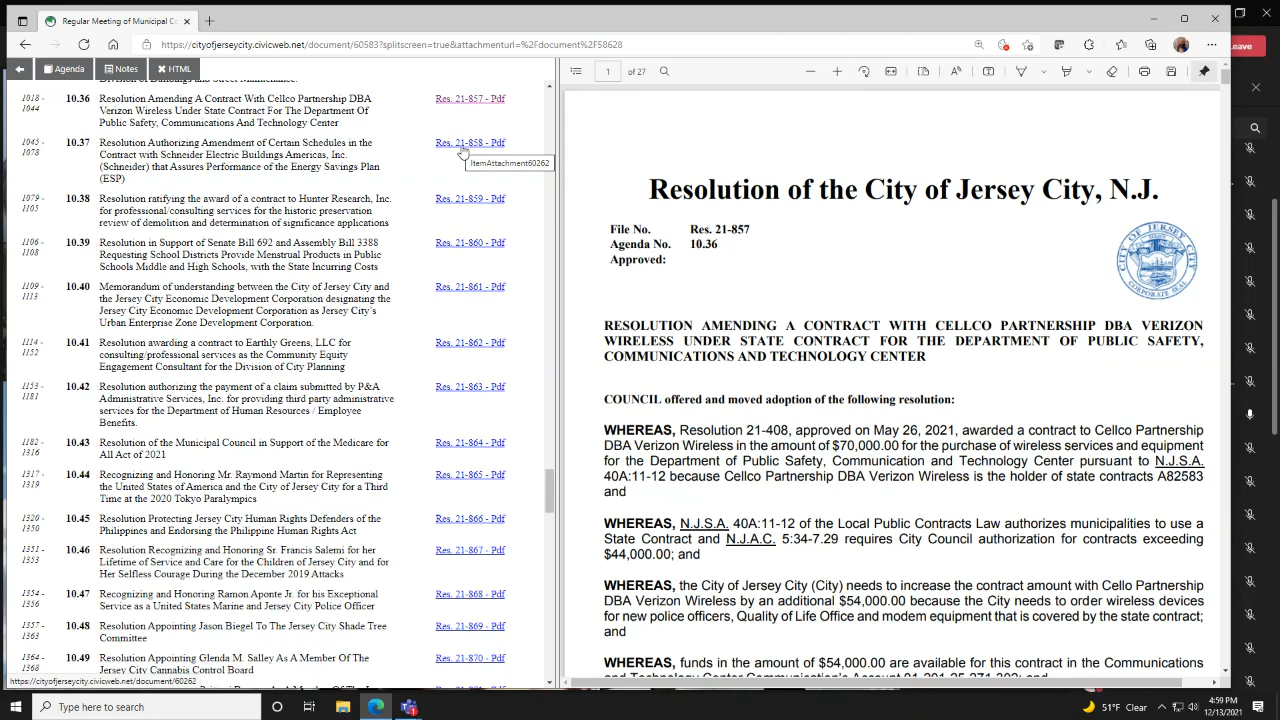 Regular Meeting of Municipal Co
https://cityofjerseycity.civicweb.net/document/60583?splitscreen=true&attachmenturl=%2Fdocument%2F58628
eave
Agenda
Notes
HTML
1 of 27
Division of Buildings and Street Maintenance.
1018 - 1044
10.36
Resolution Amending A Contract With Cellco Partnership DBA
Verizon Wireless Under State Contract For The Department Of
Public Safety, Communications And Technology Center
Res. 21-857 - Pdf
1045 - 1078
10.37
Resolution Authorizing Amendment of Certain Schedules in the
Contract with Schneider Electric Buildings Americas, Inc.
(Schneider) that Assures Performance of the Energy Savings Plan
(ESP)
Res. 21-858 - Pdf
ItemAttachment60262
1079 - 1105
10.38
Resolution ratifying the award of a contract to Hunter Research, Inc.
for professional/consulting services for the historic preservation
review of demolition and determination of significance applications
Res. 21-859 - Pdf
1106 - 1108
10.39
Resolution in Support of Senate Bill 692 and Assembly Bill 3388
Requesting School Districts Provide Menstrual Products in Public
Schools Middle and High Schools, with the State Incurring Costs
Res. 21-860 - Pdf
1109 - 1113
10.40
Memorandum of understanding between the City of Jersey City and
the Jersey City Economic Development Corporation designating the
Jersey City Economic Development Corporation as Jersey City's
Urban Enterprise Zone Development Corporation.
Res. 21-861 - Pdf
1114 - 1152
10.41
Resolution awarding a contract to Earthly Greens, LLC for
consulting/professional services as the Community Equity
Engagement Consultant for the Division of City Planning
Res. 21-862 - Pdf
1153 - 1181
10.42
Resolution authorizing the payment of a claim submitted by P&A
Administrative Services, Inc. for providing third party administrative
services for the Department of Human Resources / Employee
Benefits.
Res. 21-863 - Pdf
1182 - 1316
10.43
Resolution of the Municipal Council in Support of the Medicare for
All Act of 2021
Res. 21-864 - Pdf
1317 - 1319
10.44
Recognizing and Honoring Mr. Raymond Martin for Representing
the United States of America and the City of Jersey City for a Third
Time at the 2020 Tokyo Paralympics
Res. 21-865 - Pdf
1320 - 1350
10.45
Resolution Protecting Jersey City Human Rights Defenders of the
Philippines and Endorsing the Philippine Human Rights Act
Res. 21-866 - Pdf
1351 - 1353
10.46
Resolution Recognizing and Honoring Sr. Francis Salemi for her
Lifetime of Service and Care for the Children of Jersey City and for
Her Selfless Courage During the December 2019 Attacks
Res. 21-867 - Pdf
1354 - 1356
10.47
Recognizing and Honoring Ramon Aponte Jr. for his Exceptional
Service as a United States Marine and Jersey City Police Officer
Res. 21-868 - Pdf
1357 - 1363
10.48
Resolution Appointing Jason Biegel To The Jersey City Shade Tree
Committee
Res. 21-869 - Pdf
1364 - 1368
10.49
Resolution Appointing Glenda M. Salley As A Member Of The
Jersey City Cannabis Control Board
Res. 21-870 - Pdf
https://cityofjerseycity.civicweb.net/document/60262
Resolution of the City of Jersey City, N.J.
File No. Res. 21-857
Agenda No. 10.36
Approved:
CITY OF JERSEY CITY
CORPORATE SEAL
RESOLUTION AMENDING A CONTRACT WITH CELLCO PARTNERSHIP DBA VERIZON
WIRELESS UNDER STATE CONTRACT FOR THE DEPARTMENT OF PUBLIC SAFETY,
COMMUNICATIONS AND TECHNOLOGY CENTER
COUNCIL offered and moved adoption of the following resolution:
WHEREAS, Resolution 21-408, approved on May 26, 2021, awarded a contract to Cellco Partnership
DBA Verizon Wireless in the amount of $70,000.00 for the purchase of wireless services and equipment
for the Department of Public Safety, Communication and Technology Center pursuant to N.J.S.A.
40A:11-12 because Cellco Partnership DBA Verizon Wireless is the holder of state contracts A82583
and
WHEREAS, N.J.S.A. 40A:11-12 of the Local Public Contracts Law authorizes municipalities to use a
State Contract and N.J.A.C. 5:34-7.29 requires City Council authorization for contracts exceeding
$44,000.00; and
WHEREAS, the City of Jersey City (City) needs to increase the contract amount with Cello Partnership
DBA Verizon Wireless by an additional $54,000.00 because the City needs to order wireless devices
for new police officers, Quality of Life Office and modem equipment that is covered by the state contract;
and
WHEREAS, funds in the amount of $54,000.00 are available for this contract in the Communications
Type here to search
51°F Clear
4:59 PM
12/13/2021